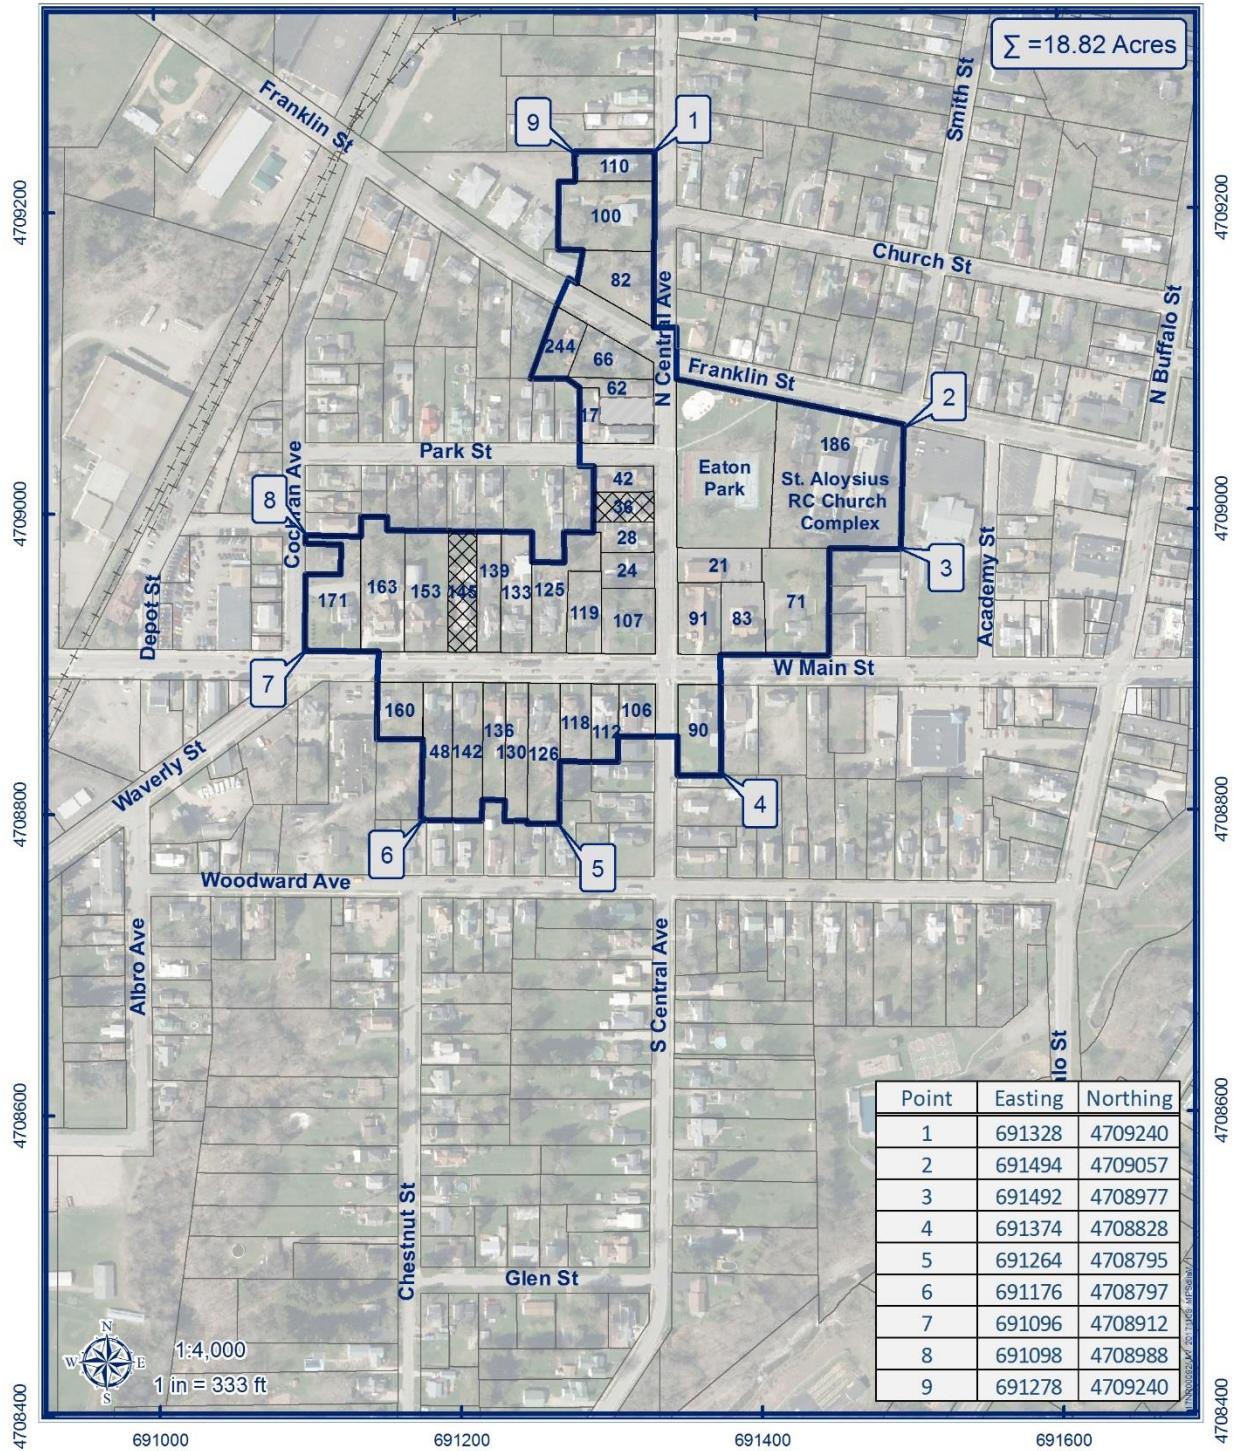 ∑ =18.82 Acres
Franklin St
Smith St
9
1
110
4709200
100
4709200
Church St
82
N Central Ave
N Buffalo St
244
66
Franklin St
62
2
17
186
Park St
Cochran Ave
Eaton
Park
St. Aloysius
RC Church
Complex
42
8
36
4709000
4709000
28
139
24
21
3
Academy St
Depot St
171
163
153
145
133
125
119
107
91
83
71
7
W Main St
160
136
118
112
106
90
48
142
130
126
Waverly St
4708800
4708800
4
6
5
Woodward Ave
Albro Ave
S Central Ave
alo St
4708600
4708600
Point Easting Northing
1 691328 4709240
2 691494 4709057
3 691492 4708977
4 691374 4708828
5 691264 4708795
6 691176 4708797
7 691096 4708912
8 691098 4708988
9 691278 4709240
Chestnut St
Glen St
N
W E
S
1:4,000
1 in = 333 ft
4708400
4708400
691000
691200
691400
691600